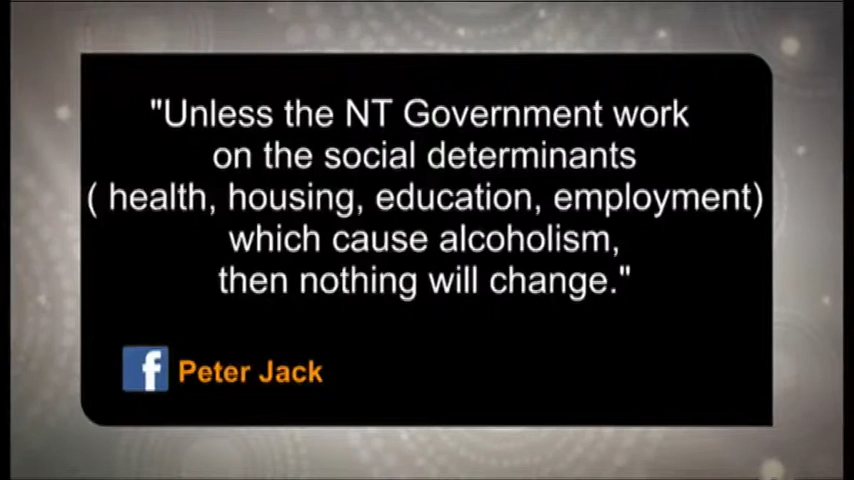 "Unless the NT Government work
on the social determinants
( health, housing, education, employment)
which cause alcoholism,
then nothing will change."
f Peter Jack